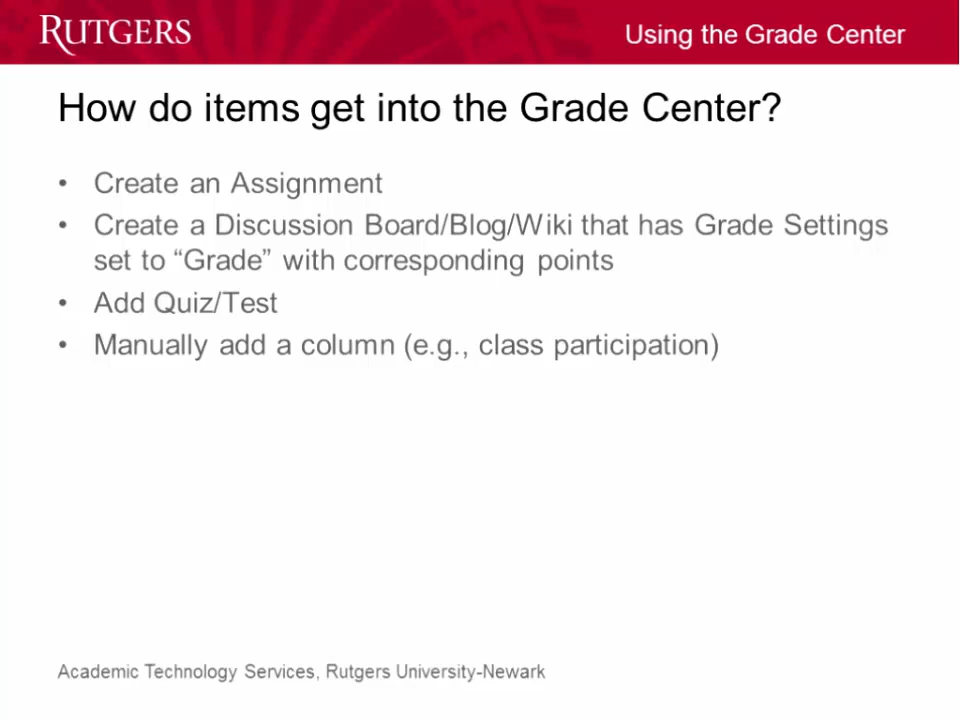 RUTGERS
Using the Grade Center
How do items get into the Grade Center?
• Create an Assignment
• Create a Discussion Board/Blog/Wiki that has Grade Settings
set to “Grade” with corresponding points
• Add Quiz/Test
• Manually add a column (e.g., class participation)
Academic Technology Services, Rutgers University-Newark